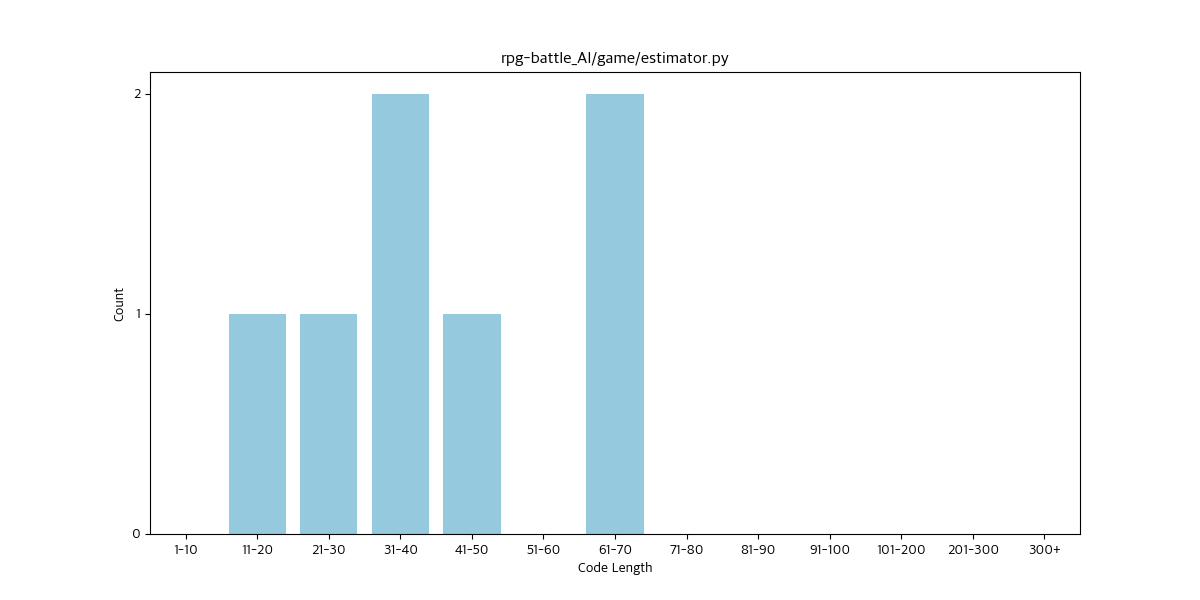 rpg-battle_AI/game/estimator.py
2
1
0
Count
1-10 11-20 21-30 31-40 41-50 51-60 61-70 71-80 81-90 91-100 101-200 201-300 300+
Code Length